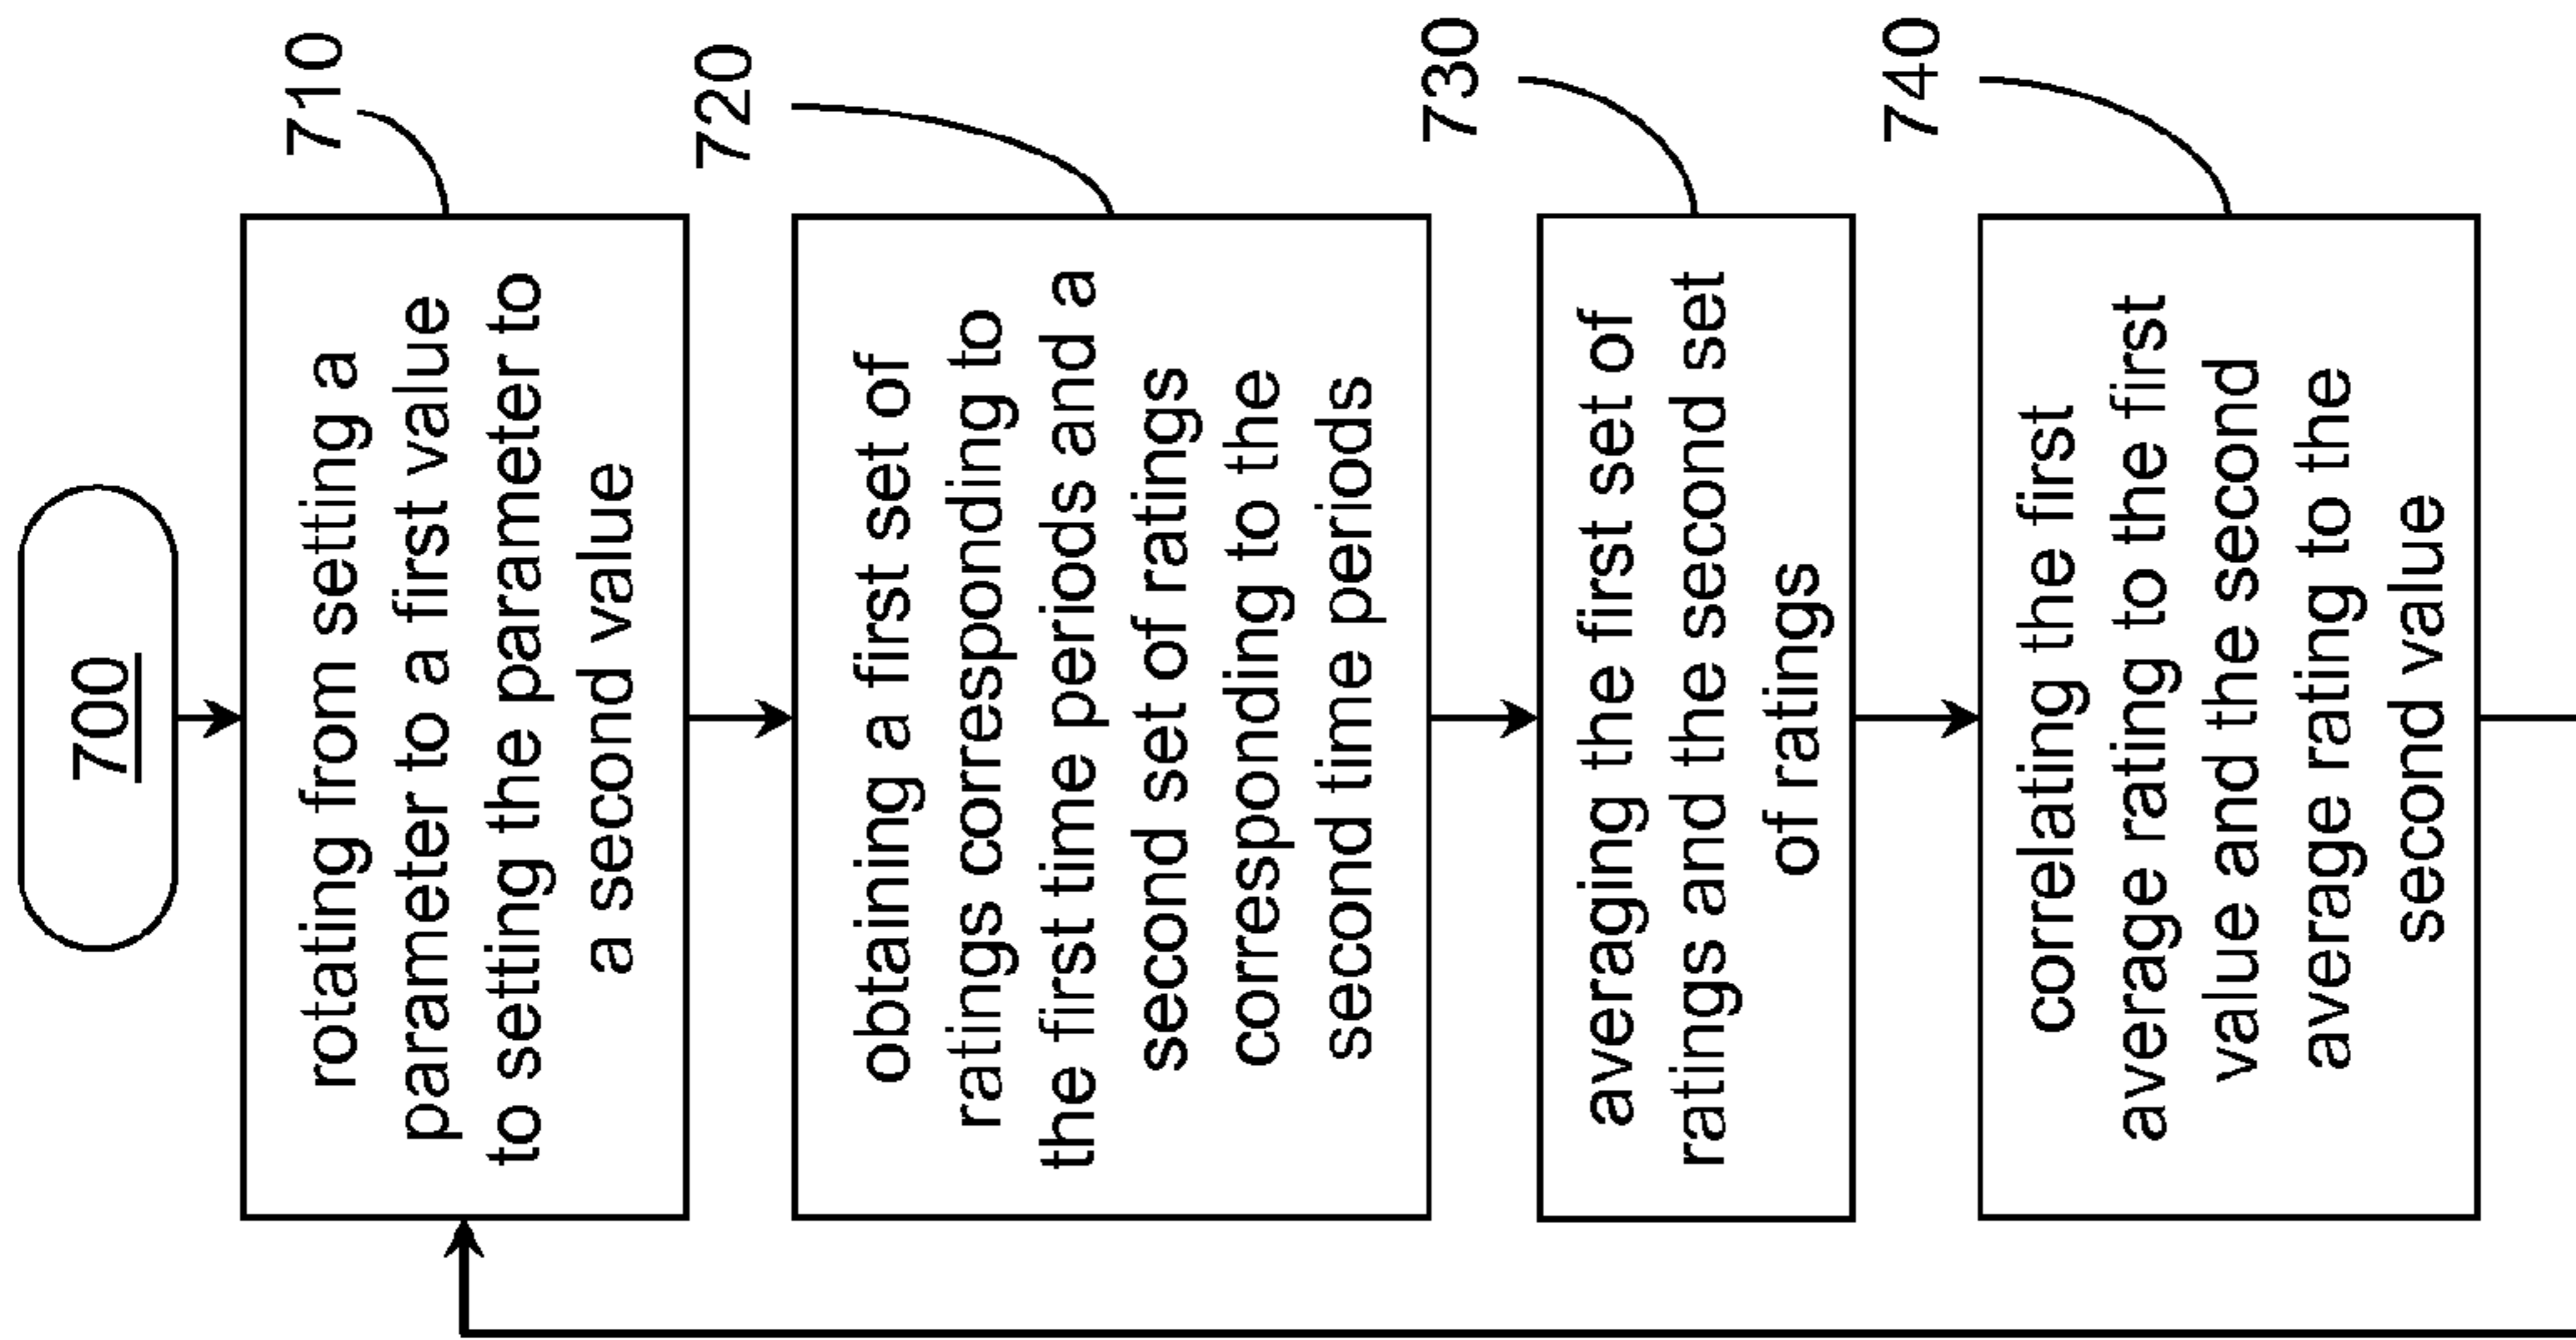 700
710
rotating from setting a
parameter to a first value
to setting the parameter to
a second value
720
obtaining a first set of
ratings corresponding to
the first time periods and a
second set of ratings
corresponding to the
second time periods
730
averaging the first set of
ratings and the second set
of ratings
740
correlating the first
average rating to the first
value and the second
average rating to the
second value